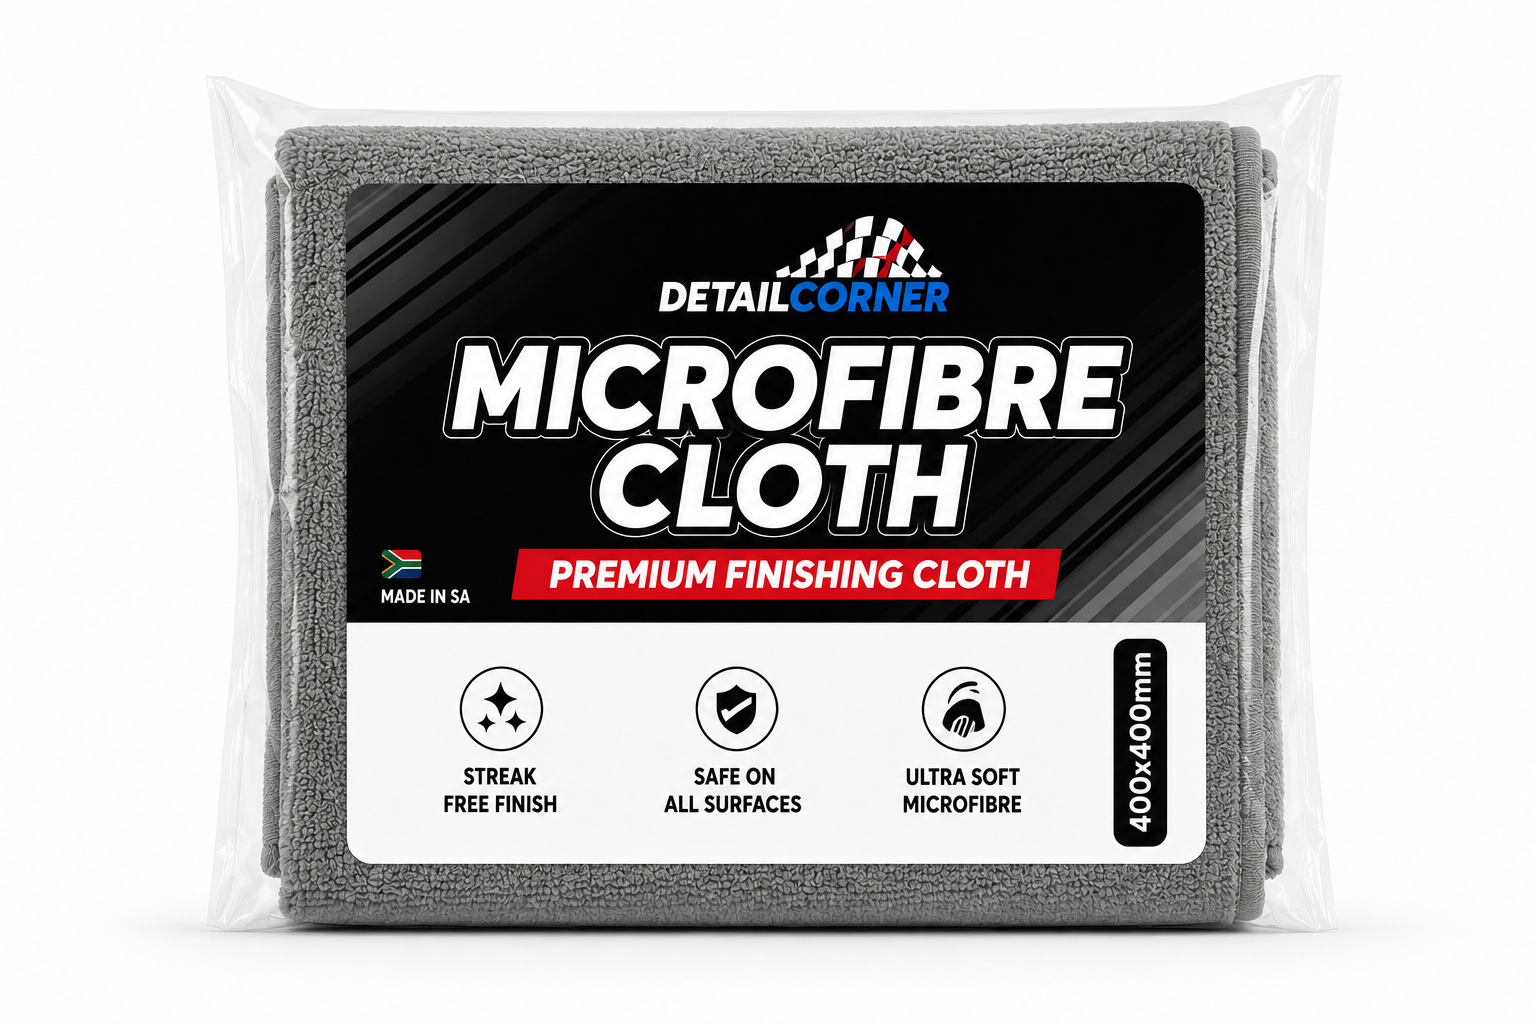 DETAILCORNER
MICROFIBRE
CLOTH
PREMIUM FINISHING CLOTH
MADE IN SA
STREAK
FREE FINISH
SAFE ON
ALL SURFACES
ULTRA SOFT
MICROFIBRE
400x400mm